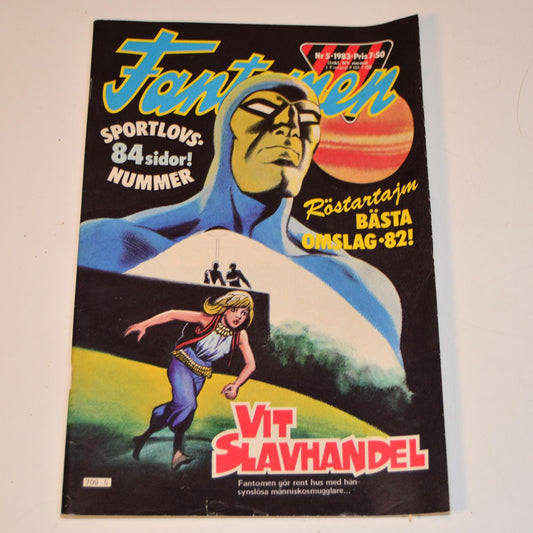 Fantomen
Nr 5•1983•Pris 7:50
SPORTLOVS-
84 sidor!
NUMMER
Röstartajm
BÄSTA
OMSLAG•82!
VIT
SLAVHANDEL
Fantomen gör rent hus med hän-
synslösa människosmugglare...
709-5